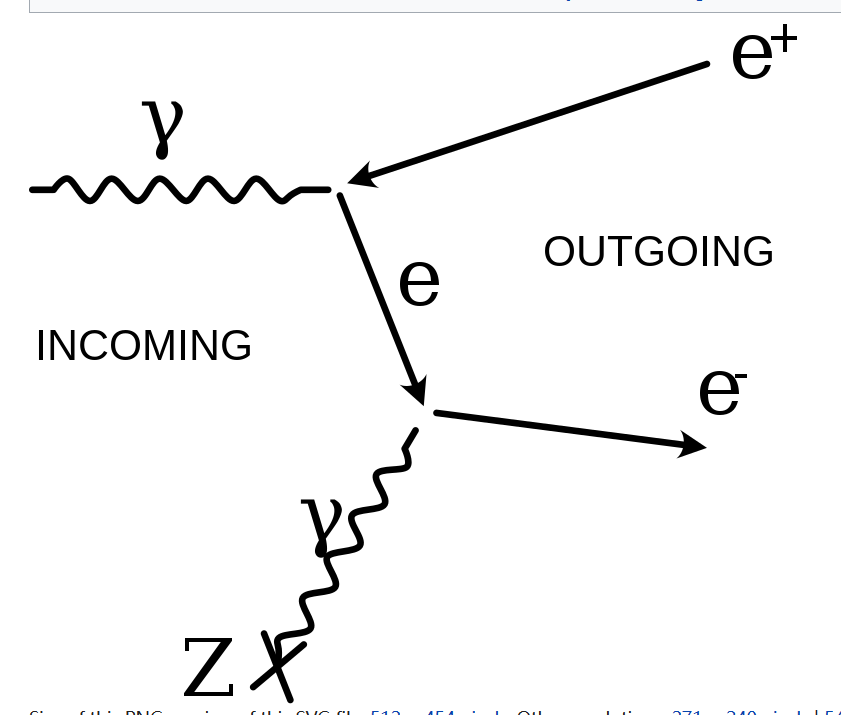 e+
γ
OUTGOING
e
INCOMING
e-
γ
Z